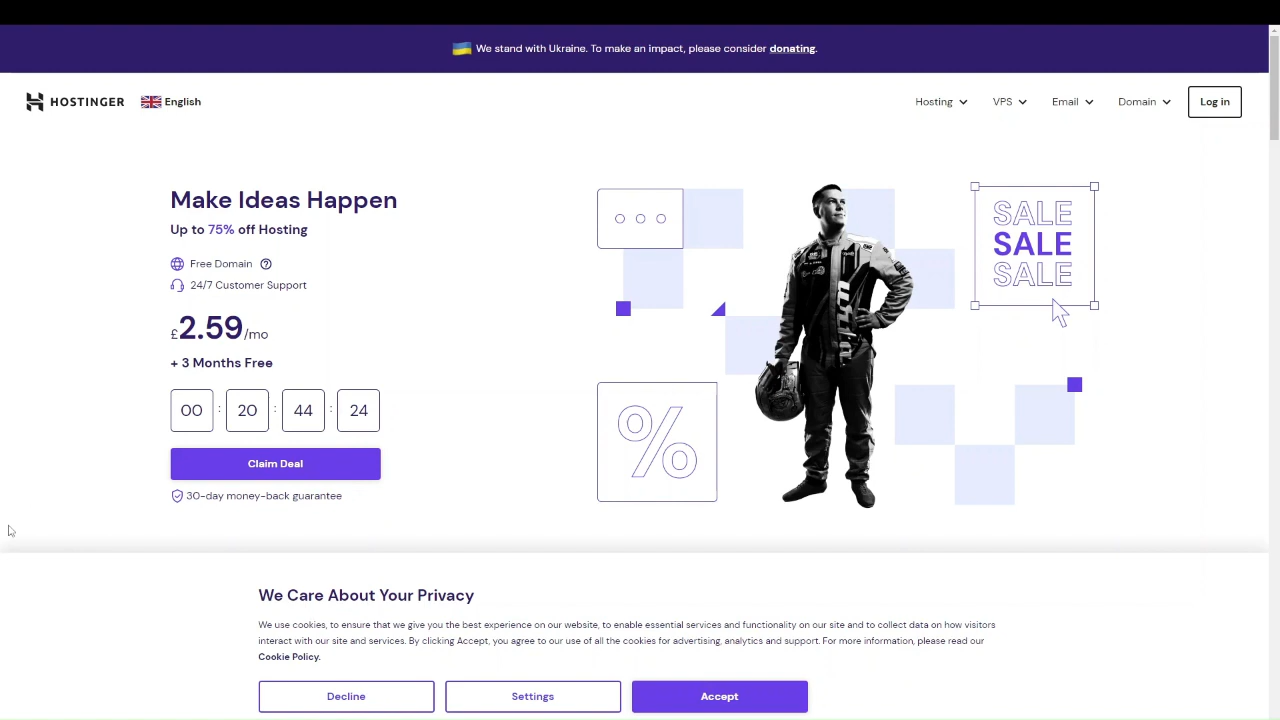 We stand with Ukraine. To make an impact, please consider donating.
HOSTINGER English Hosting VPS Email Domain Log in
Make Ideas Happen
Up to 75% off Hosting
Free Domain
24/7 Customer Support
£2.59/mo
+ 3 Months Free
00 : 20 : 44 : 24
Claim Deal
30-day money-back guarantee
SALE
SALE
SALE
%
We Care About Your Privacy
We use cookies, to ensure that we give you the best experience on our website, to enable essential services and functionality on our site and to collect data on how visitors
interact with our site and services. By clicking Accept, you agree to our use of all the cookies for advertising, analytics and support. For more information, please read our
Cookie Policy.
Decline Settings Accept